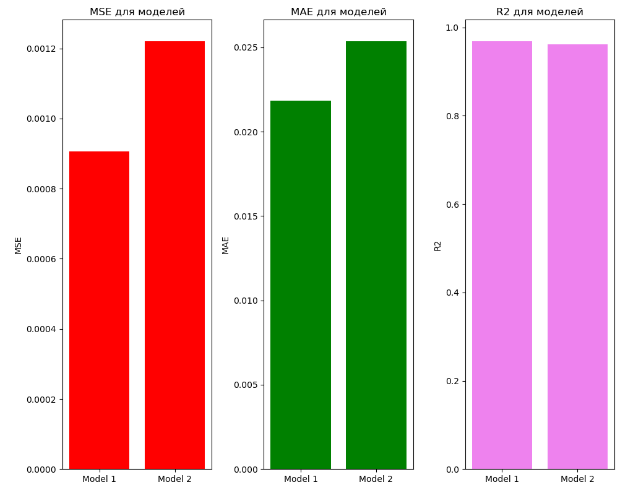 MSE для моделей
MSE
0.0012
0.0010
0.0008
0.0006
0.0004
0.0002
0.0000
Model 1
Model 2
MAE для моделей
MAE
0.025
0.020
0.015
0.010
0.005
0.000
Model 1
Model 2
R2 для моделей
R2
1.0
0.8
0.6
0.4
0.2
0.0
Model 1
Model 2